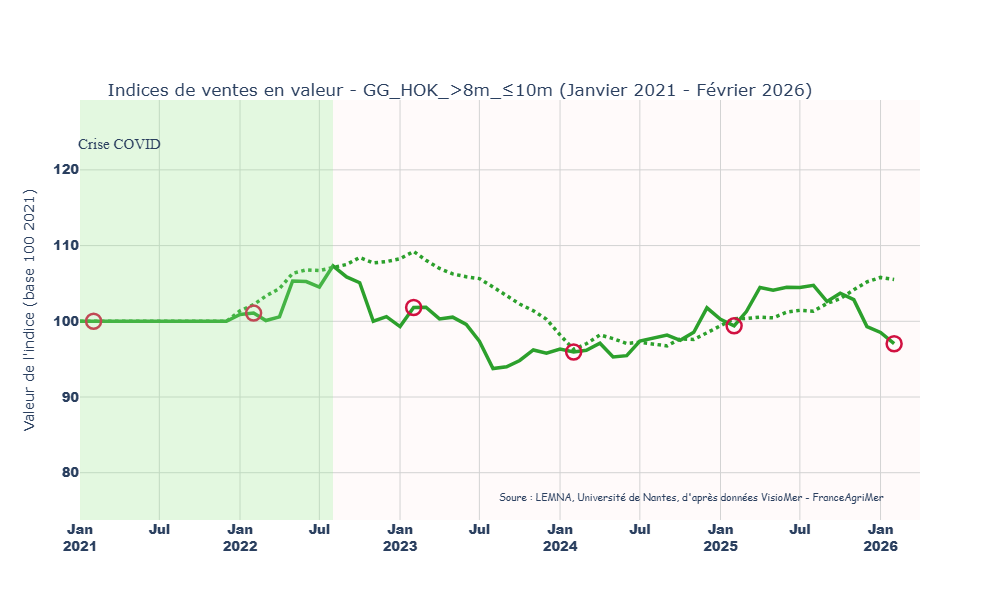 Indices de ventes en valeur - GG_HOK_>8m_≤10m (Janvier 2021 - Février 2026)
Crise COVID
Valeur de l'Indice (base 100 2021)
120
110
100
90
80
Soure : LEMNA, Université de Nantes, d'après données VisioMer - FranceAgriMer
Jan Jul Jan Jul Jan Jul Jan Jul Jan Jul Jan
2021 2022 2023 2024 2025 2026